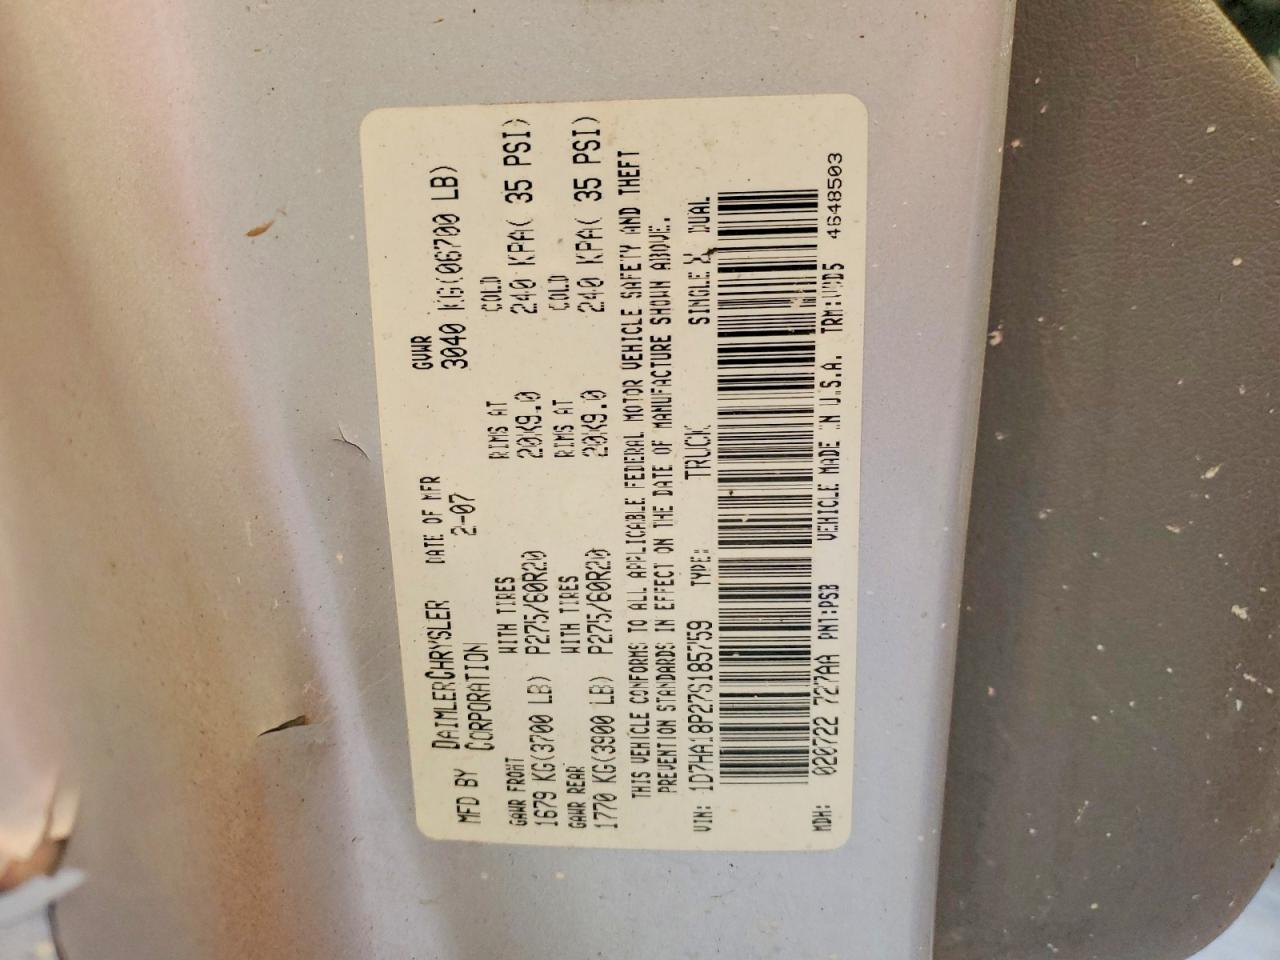 MFD BY DAIMLERCHRYSLER CORPORATION
DATE OF MFR 2-07
GVWR 3040 KG(06700 LB)
GAWR FRONT WITH TIRES RIMS AT COLD
1679 KG(3700 LB) P275/60R20 20X9.0 240 KPA( 35 PSI)
GAWR REAR WITH TIRES RIMS AT COLD
1770 KG(3900 LB) P275/60R20 20X9.0 240 KPA( 35 PSI)
THIS VEHICLE CONFORMS TO ALL APPLICABLE FEDERAL MOTOR VEHICLE SAFETY AND THEFT
PREVENTION STANDARDS IN EFFECT ON THE DATE OF MANUFACTURE SHOWN ABOVE.
VIN: 1D7HA18P27S185759 TYPE: TRUCK SINGLE X DUAL
MDH: 020722 727AA PNT:PSB VEHICLE MADE IN U.S.A. TRM: 4648503